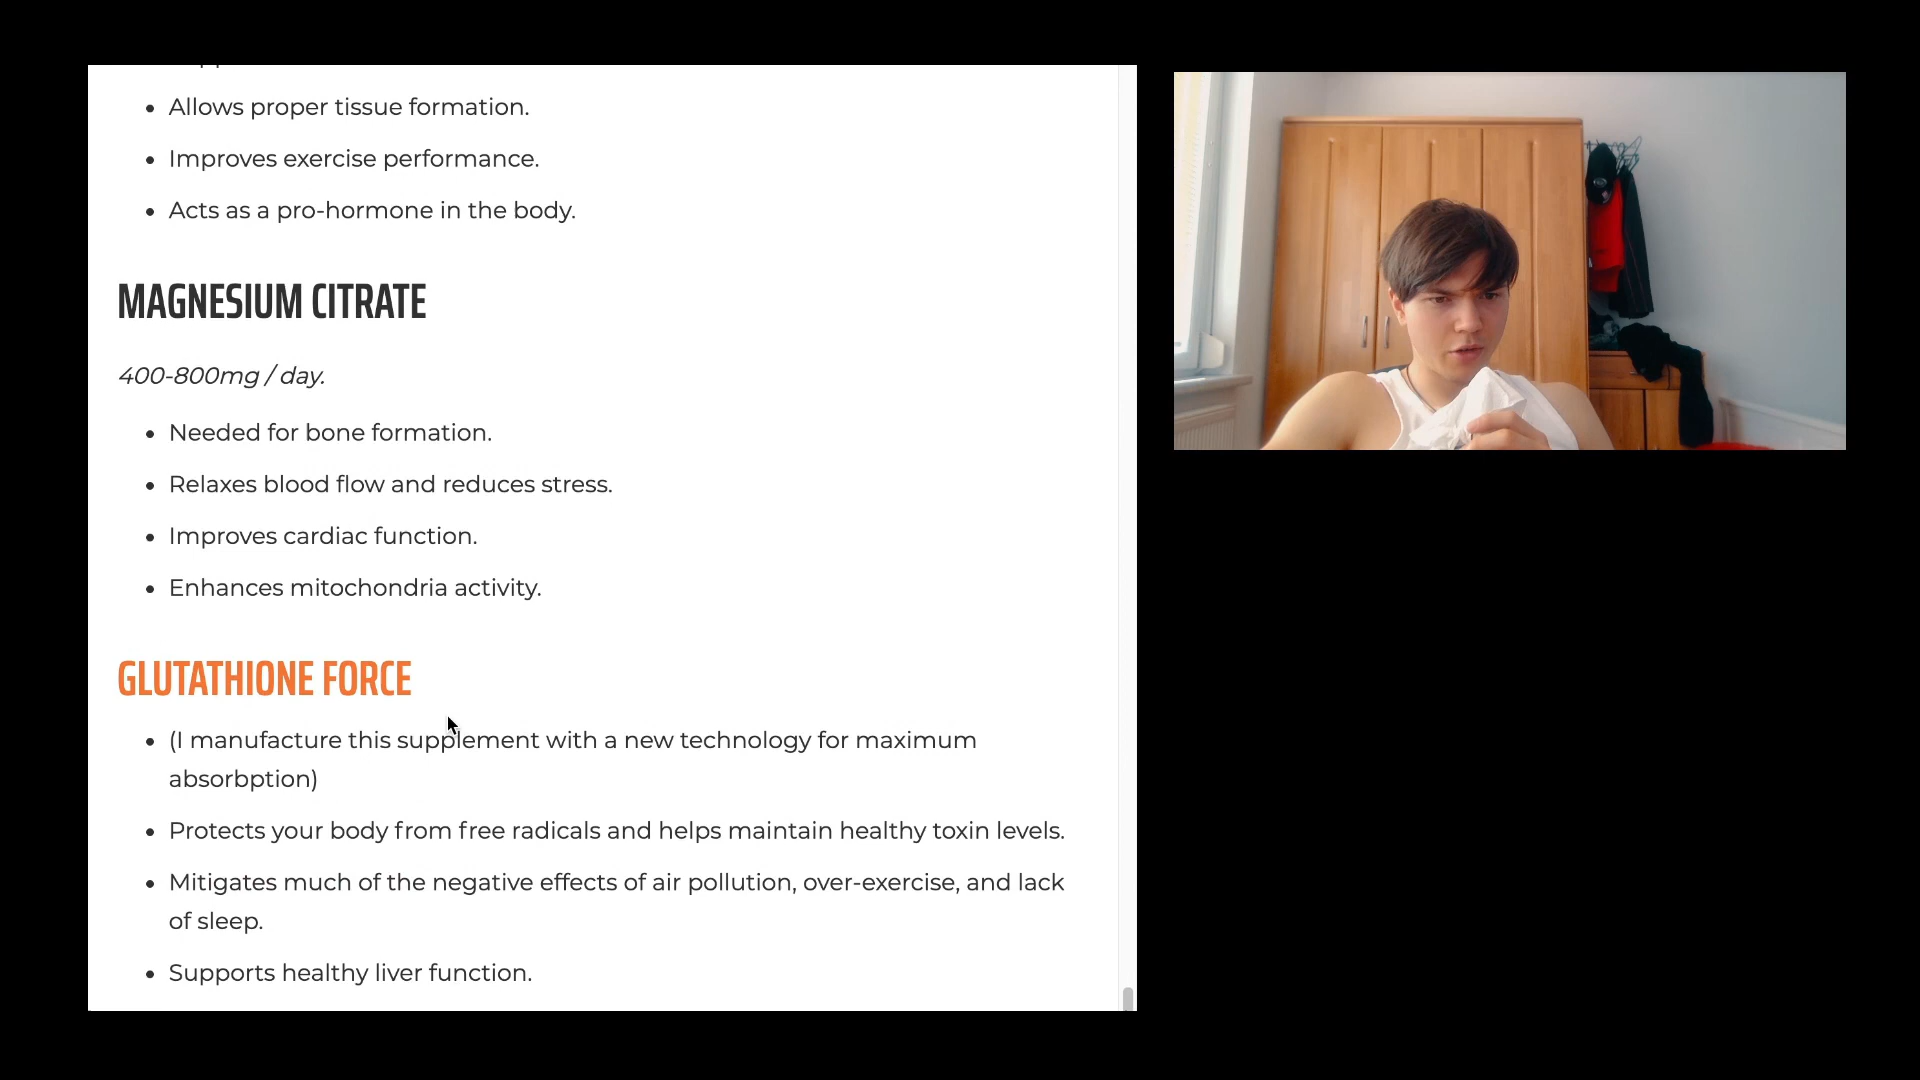 Allows proper tissue formation.
Improves exercise performance.
Acts as a pro-hormone in the body.
MAGNESIUM CITRATE
400-800mg / day.
Needed for bone formation.
Relaxes blood flow and reduces stress.
Improves cardiac function.
Enhances mitochondria activity.
GLUTATHIONE FORCE
(I manufacture this supplement with a new technology for maximum
absorbption)
Protects your body from free radicals and helps maintain healthy toxin levels.
Mitigates much of the negative effects of air pollution, over-exercise, and lack
of sleep.
Supports healthy liver function.